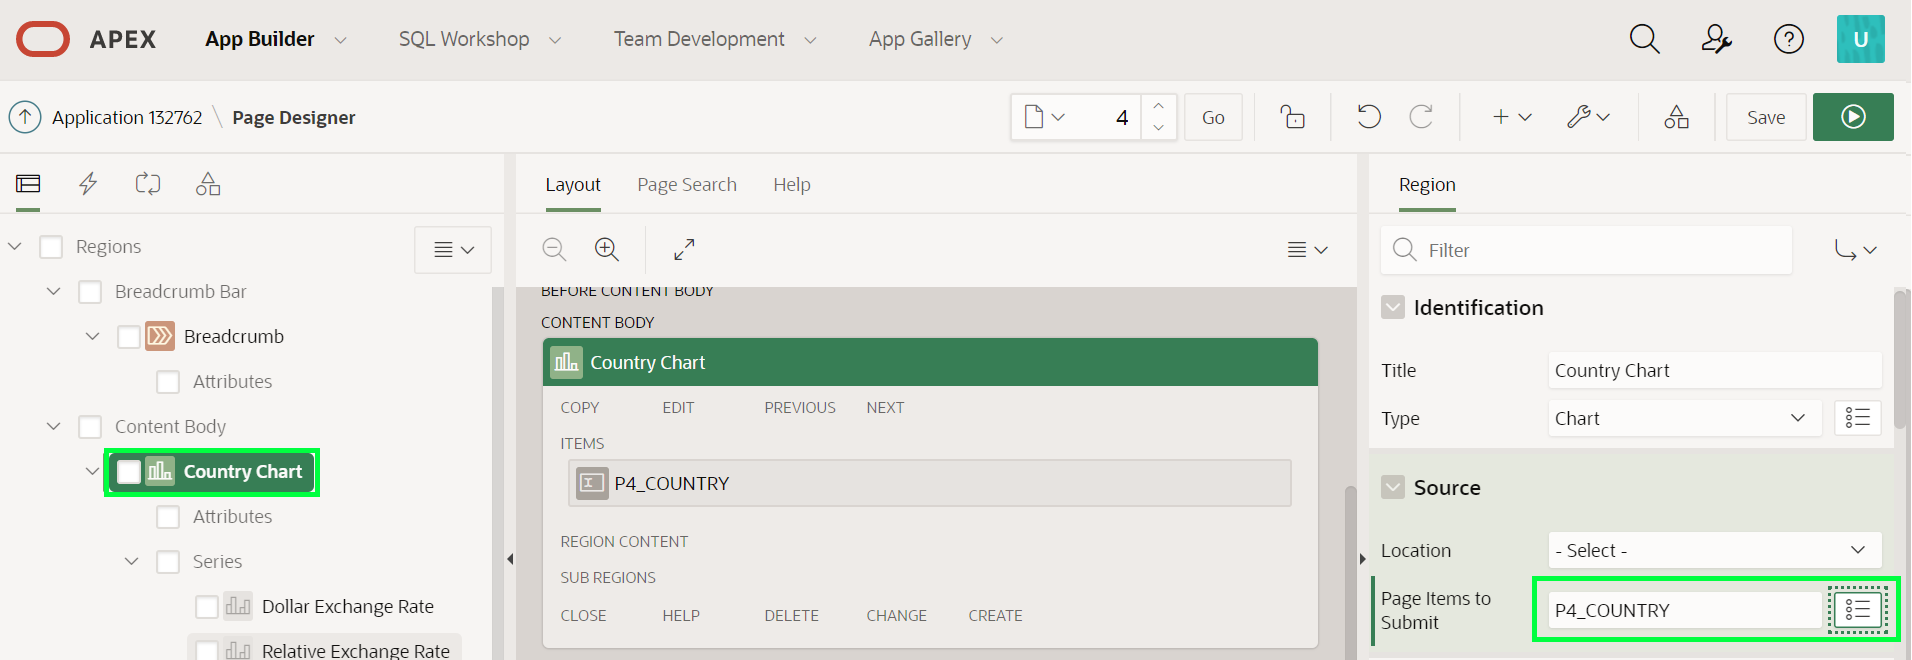 APEX App Builder SQL Workshop Team Development App Gallery U
Application 132762 \ Page Designer 4 Go Save
Layout Page Search Help
Region
Regions
Breadcrumb Bar
Breadcrumb
Attributes
Content Body
Country Chart
Attributes
Series
Dollar Exchange Rate
Relative Exchange Rate
BEFORE CONTENT BODY
CONTENT BODY
Country Chart
COPY EDIT PREVIOUS NEXT
ITEMS
P4_COUNTRY
REGION CONTENT
SUB REGIONS
CLOSE HELP DELETE CHANGE CREATE
Filter
Identification
Title Country Chart
Type Chart
Source
Location - Select -
Page Items to
Submit
P4_COUNTRY